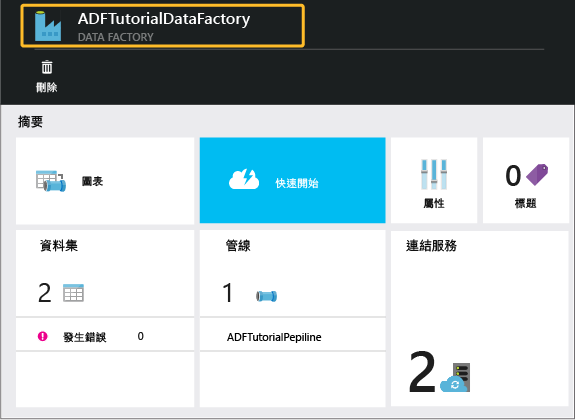 ADFTutorialDataFactory
DATA FACTORY
刪除
摘要
圖表
快速開始
屬性
0
標題
資料集
2
發生錯誤 0
管線
1
ADFTutorialPepiline
連結服務
2